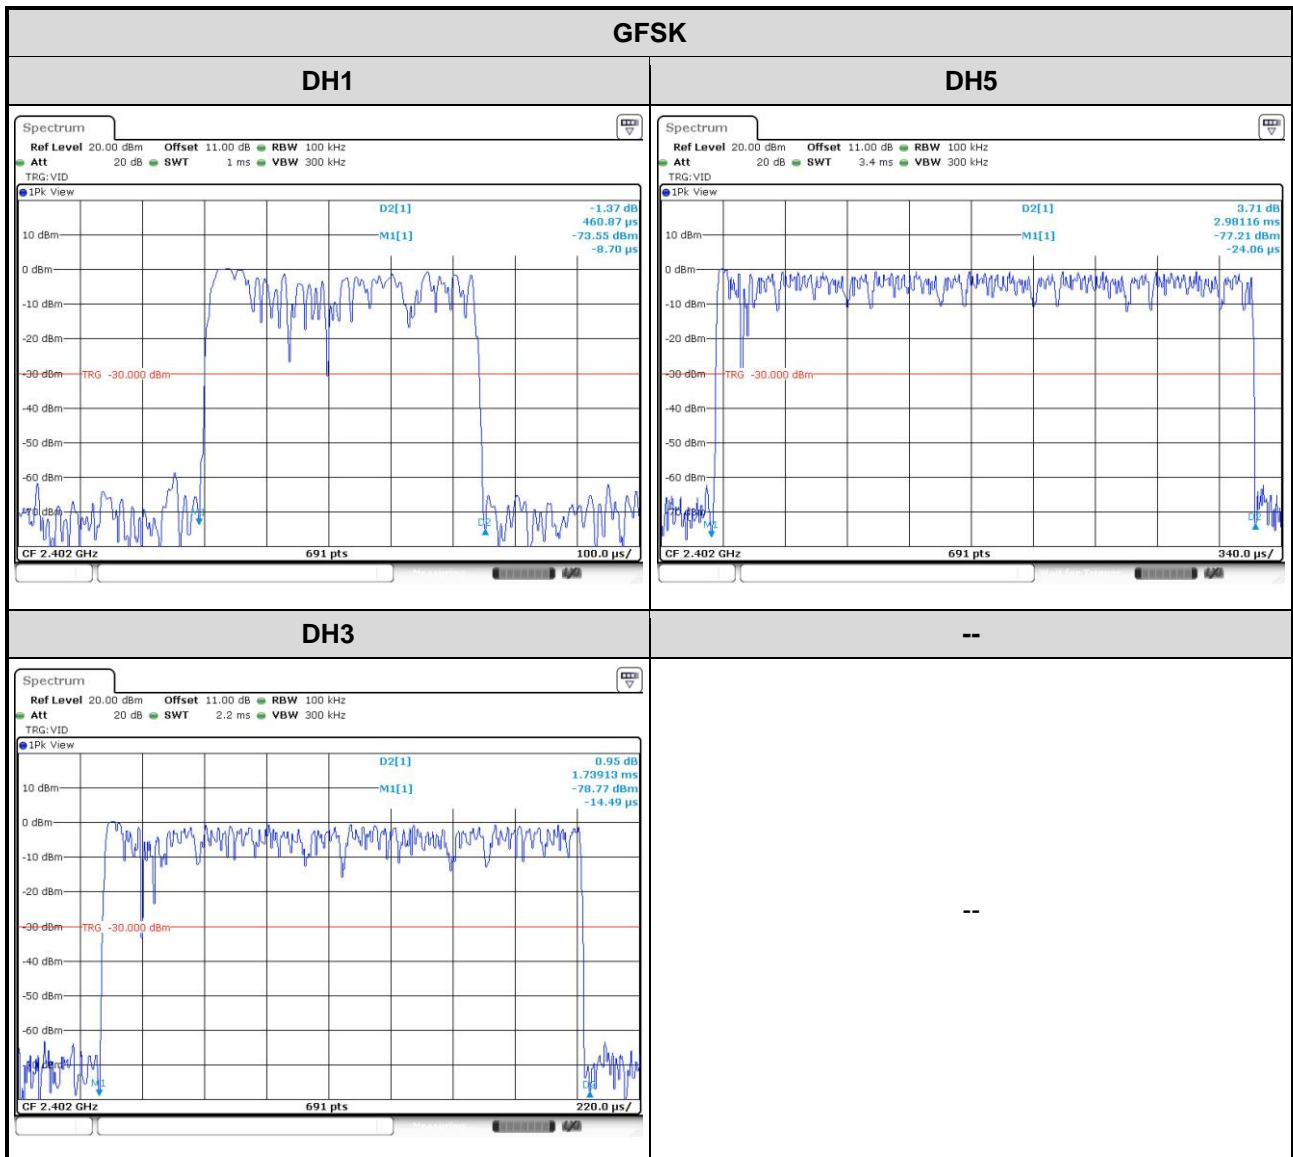 GFSK
DH1
DH5
Spectrum
Ref Level 20.00 dBm Offset 11.00 dB RBW 100 kHz
Att 20 dB SWT 1 ms VBW 300 kHz
TRG:VID
1Pk View
D2[1] -1.37 dB
460.87 µs
10 dBm
M1[1] -73.55 dBm
-8.70 µs
0 dBm
-10 dBm
-20 dBm
-30 dBm TRG -30.000 dBm
-40 dBm
-50 dBm
-60 dBm
-70 dBm
M1
D2
CF 2.402 GHz 691 pts 100.0 µs/
Spectrum
Ref Level 20.00 dBm Offset 11.00 dB RBW 100 kHz
Att 20 dB SWT 3.4 ms VBW 300 kHz
TRG:VID
1Pk View
D2[1] 3.71 dB
2.98116 ms
10 dBm
M1[1] -77.21 dBm
-24.06 µs
0 dBm
-10 dBm
-20 dBm
-30 dBm TRG -30.000 dBm
-40 dBm
-50 dBm
-60 dBm
-70 dBm
M1
D2
CF 2.402 GHz 691 pts 340.0 µs/
DH3
--
Spectrum
Ref Level 20.00 dBm Offset 11.00 dB RBW 100 kHz
Att 20 dB SWT 2.2 ms VBW 300 kHz
TRG:VID
1Pk View
D2[1] 0.95 dB
1.73913 ms
10 dBm
M1[1] -78.77 dBm
-14.49 µs
0 dBm
-10 dBm
-20 dBm
-30 dBm TRG -30.000 dBm
-40 dBm
-50 dBm
-60 dBm
-70 dBm
M1
D2
CF 2.402 GHz 691 pts 220.0 µs/
--